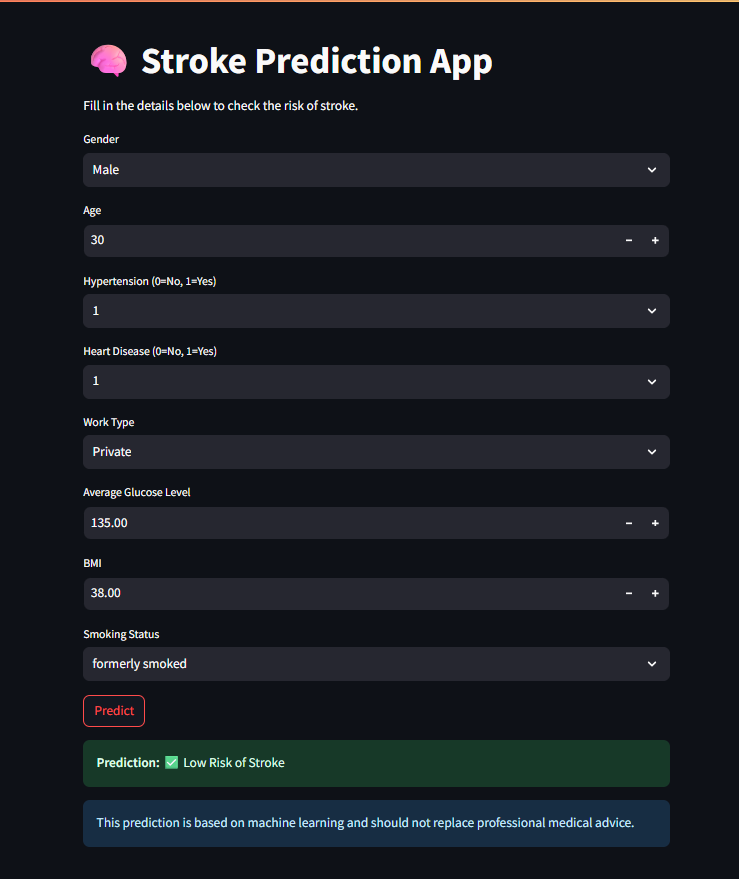 Stroke Prediction App
Fill in the details below to check the risk of stroke.
Gender
Male
Age
30
Hypertension (0=No, 1=Yes)
1
Heart Disease (0=No, 1=Yes)
1
Work Type
Private
Average Glucose Level
135.00
BMI
38.00
Smoking Status
formerly smoked
Predict
Prediction: ✅ Low Risk of Stroke
This prediction is based on machine learning and should not replace professional medical advice.